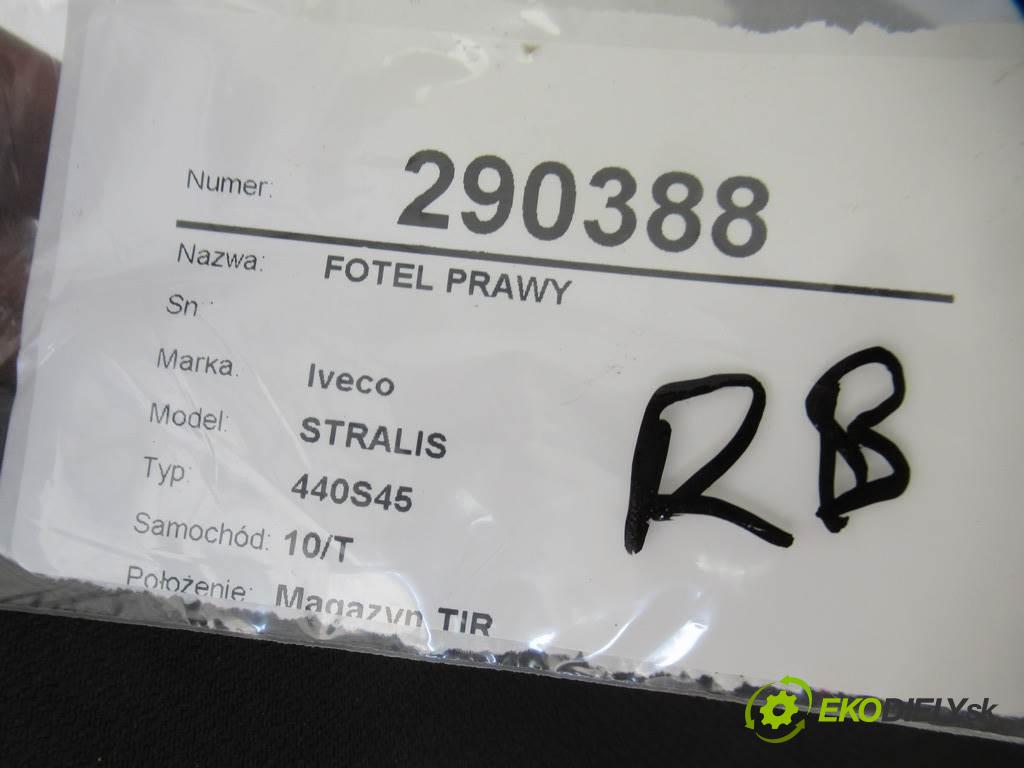 Numer: 290388
Nazwa: FOTEL PRAWY
Sn
Marka: Iveco
Model: STRALIS
Typ: 440S45
Samochód: 10/T
Położenie: Magazyn TIR
RB
EKODIELY.sk